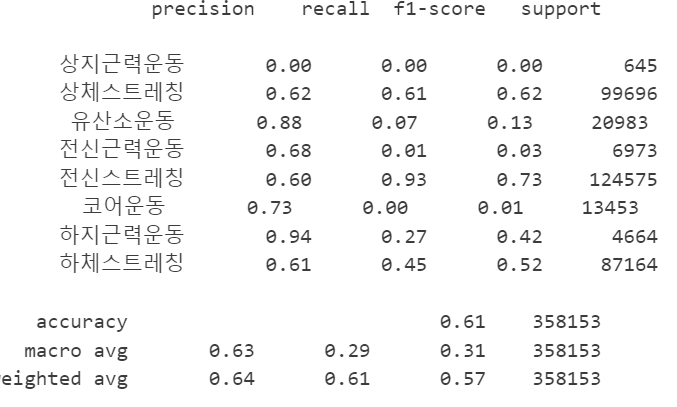 precision recall f1-score support
상지근력운동 0.00 0.00 0.00 645
상체스트레칭 0.62 0.61 0.62 99696
유산소운동 0.88 0.07 0.13 20983
전신근력운동 0.68 0.01 0.03 6973
전신스트레칭 0.60 0.93 0.73 124575
코어운동 0.73 0.00 0.01 13453
하지근력운동 0.94 0.27 0.42 4664
하체스트레칭 0.61 0.45 0.52 87164
accuracy 0.61 358153
macro avg 0.63 0.29 0.31 358153
eighted avg 0.64 0.61 0.57 358153